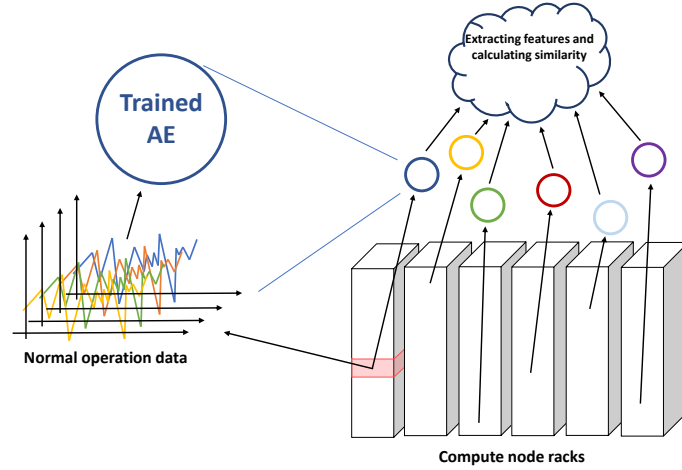 Extracting features and
calculating similarity
Trained
AE
Normal operation data
Compute node racks